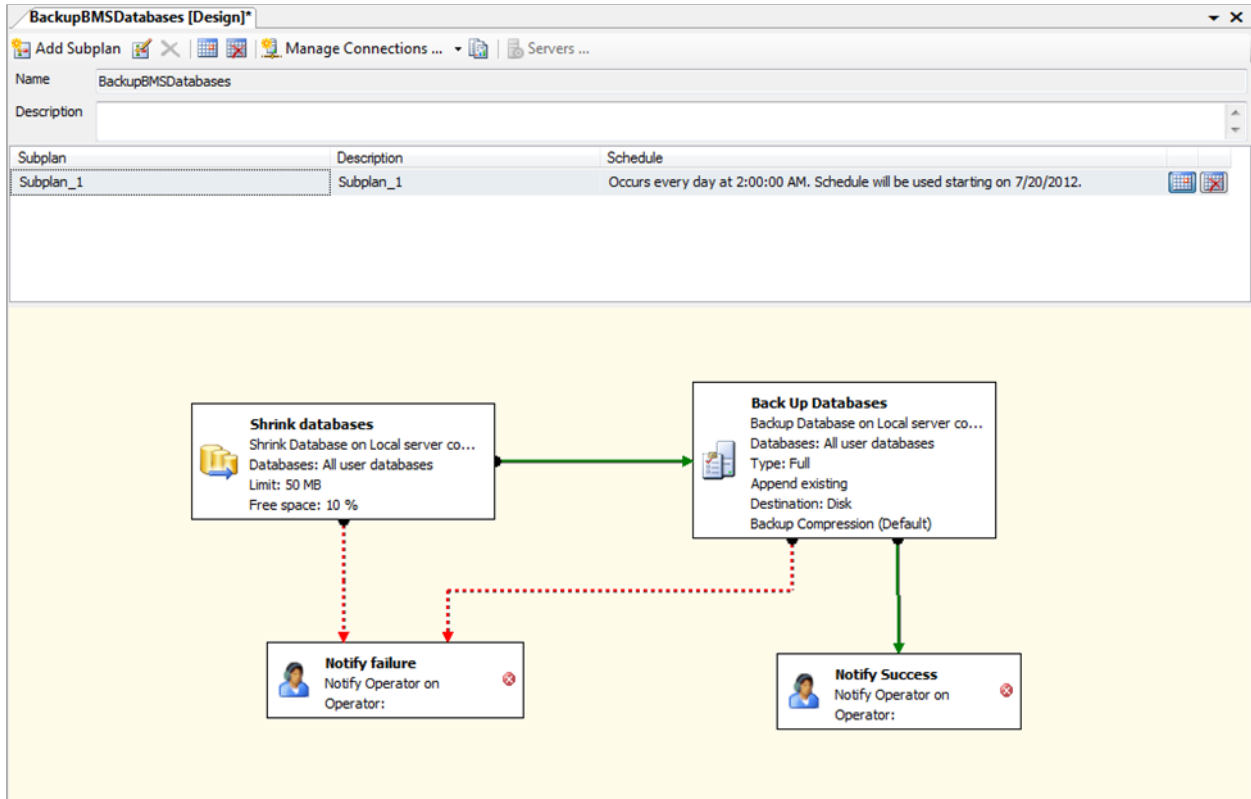 BackupBMSDatabases [Design]*
Add Subplan Manage Connections ... Servers ...
Name BackupBMSDatabases
Description
Subplan Description Schedule
Subplan_1 Subplan_1 Occurs every day at 2:00:00 AM. Schedule will be used starting on 7/20/2012.
Shrink databases
Shrink Database on Local server co...
Databases: All user databases
Limit: 50 MB
Free space: 10 %
Back Up Databases
Backup Database on Local server co...
Databases: All user databases
Type: Full
Append existing
Destination: Disk
Backup Compression (Default)
Notify failure
Notify Operator on
Operator:
Notify Success
Notify Operator on
Operator: